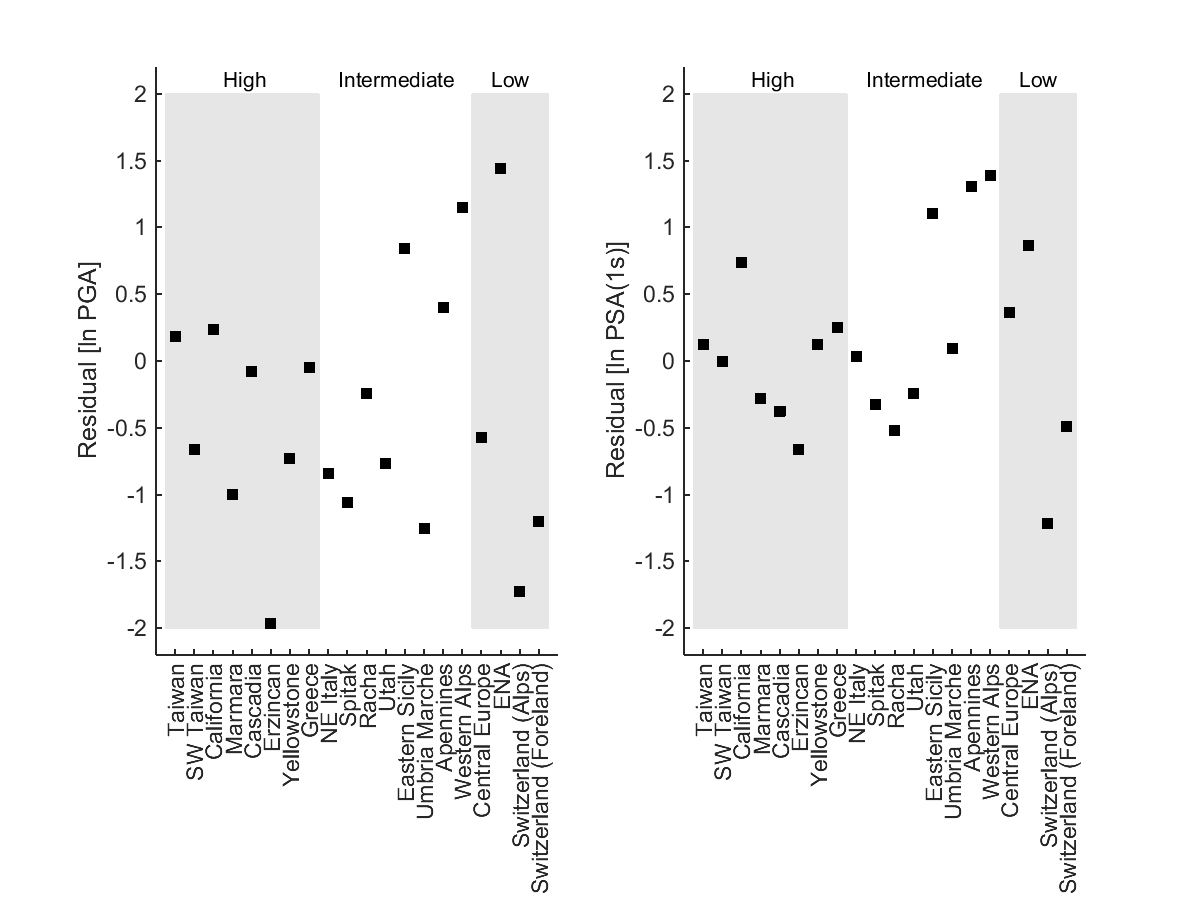 High Intermediate Low
2
1.5
1
0.5
0
-0.5
-1
-1.5
-2
Residual [ln PGA]
Taiwan
SW Taiwan
California
Marmara
Cascadia
Erzincan
Yellowstone
Greece
NE Italy
Spitak
Racha
Utah
Eastern Sicily
Umbria Marche
Apennines
Western Alps
Central Europe
ENA
Switzerland (Alps)
Switzerland (Foreland)
High Intermediate Low
2
1.5
1
0.5
0
-0.5
-1
-1.5
-2
Residual [ln PSA(1s)]
Taiwan
SW Taiwan
California
Marmara
Cascadia
Erzincan
Yellowstone
Greece
NE Italy
Spitak
Racha
Utah
Eastern Sicily
Umbria Marche
Apennines
Western Alps
Central Europe
ENA
Switzerland (Alps)
Switzerland (Foreland)